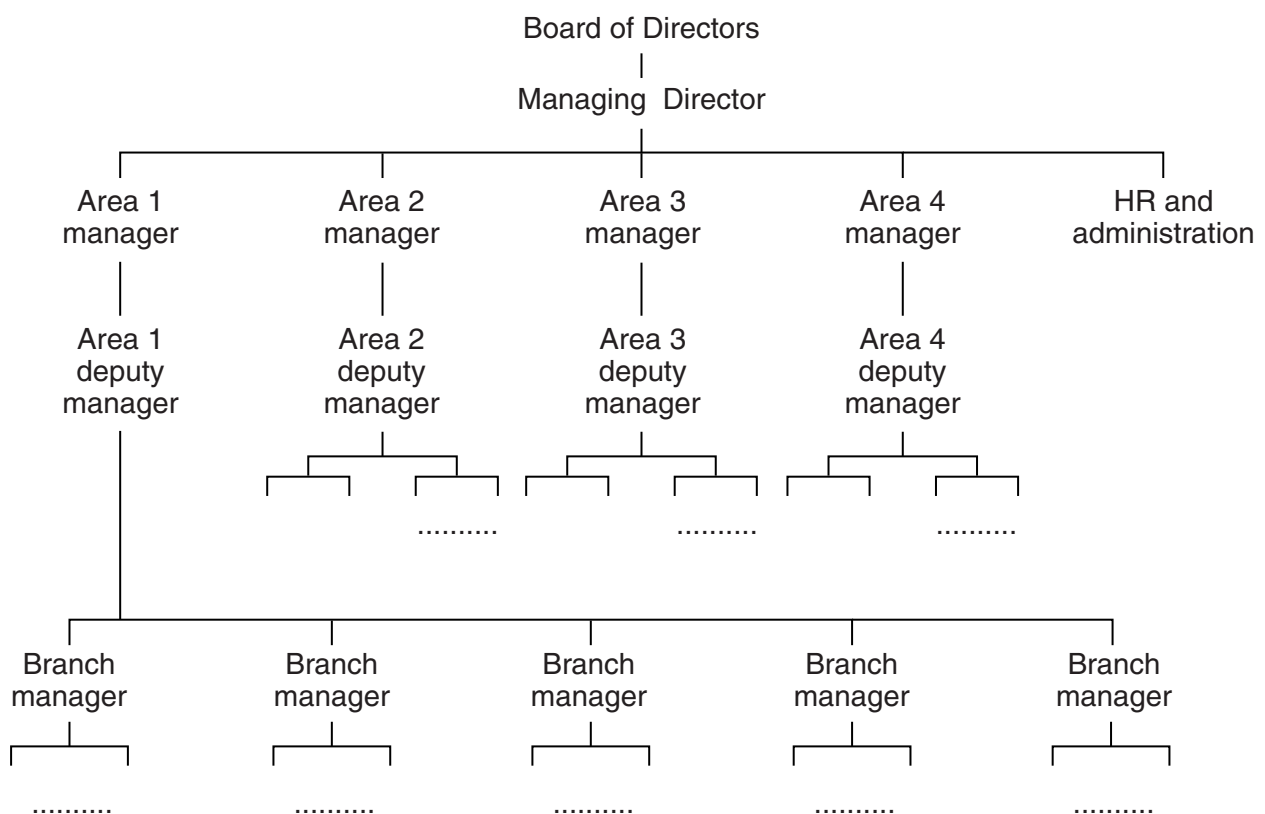 Board of Directors
Managing Director
Area 1
manager
Area 2
manager
Area 3
manager
Area 4
manager
HR and
administration
Area 1
deputy
manager
Area 2
deputy
manager
Area 3
deputy
manager
Area 4
deputy
manager
..........
..........
..........
Branch
manager
Branch
manager
Branch
manager
Branch
manager
Branch
manager
..........
..........
..........
..........
..........